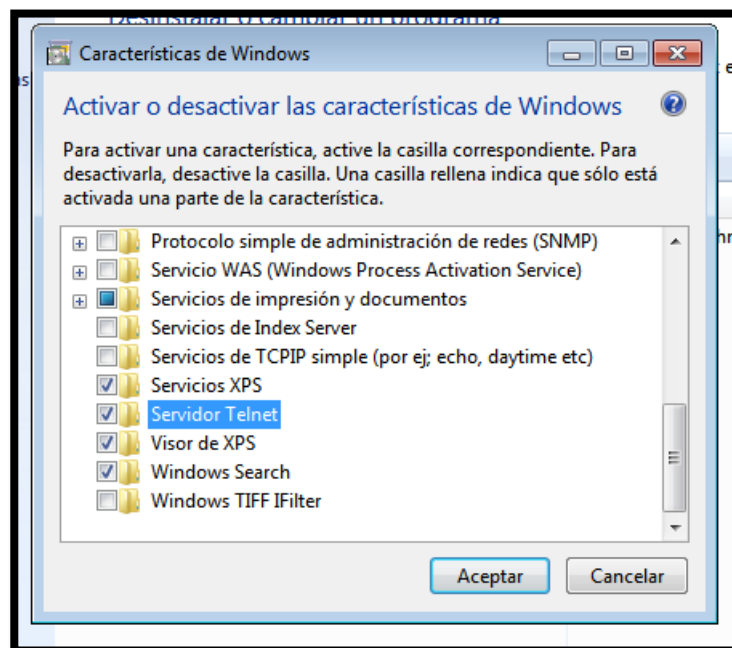 Desinstalar o cambiar un programa
Características de Windows
Activar o desactivar las características de Windows
Para activar una característica, active la casilla correspondiente. Para
desactivarla, desactive la casilla. Una casilla rellena indica que sólo está
activada una parte de la característica.
Protocolo simple de administración de redes (SNMP)
Servicio WAS (Windows Process Activation Service)
Servicios de impresión y documentos
Servicios de Index Server
Servicios de TCPIP simple (por ej; echo, daytime etc)
Servicios XPS
Servidor Telnet
Visor de XPS
Windows Search
Windows TIFF IFilter
Aceptar
Cancelar